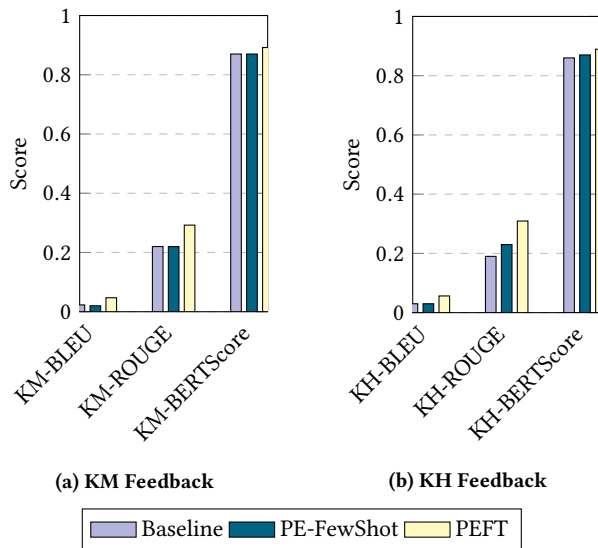 1
0.8
0.6
0.4
0.2
0
Score
KM-BLEU
KM-ROUGE
KM-BERTScore
(a) KM Feedback
1
0.8
0.6
0.4
0.2
0
Score
KH-BLEU
KH-ROUGE
KH-BERTScore
(b) KH Feedback
Baseline PE-FewShot PEFT